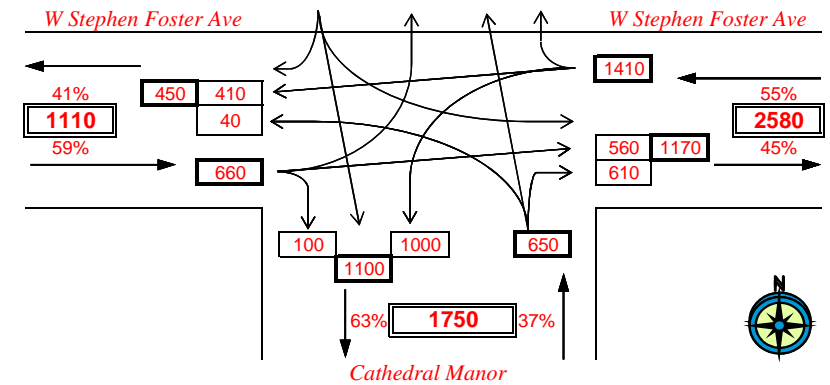 W Stephen Foster Ave W Stephen Foster Ave
1410
41% 450 410 55%
1110 40 2580
59% 560 1170 45%
660 610
100 1000 650
1100
N
63% 1750 37%
Cathedral Manor